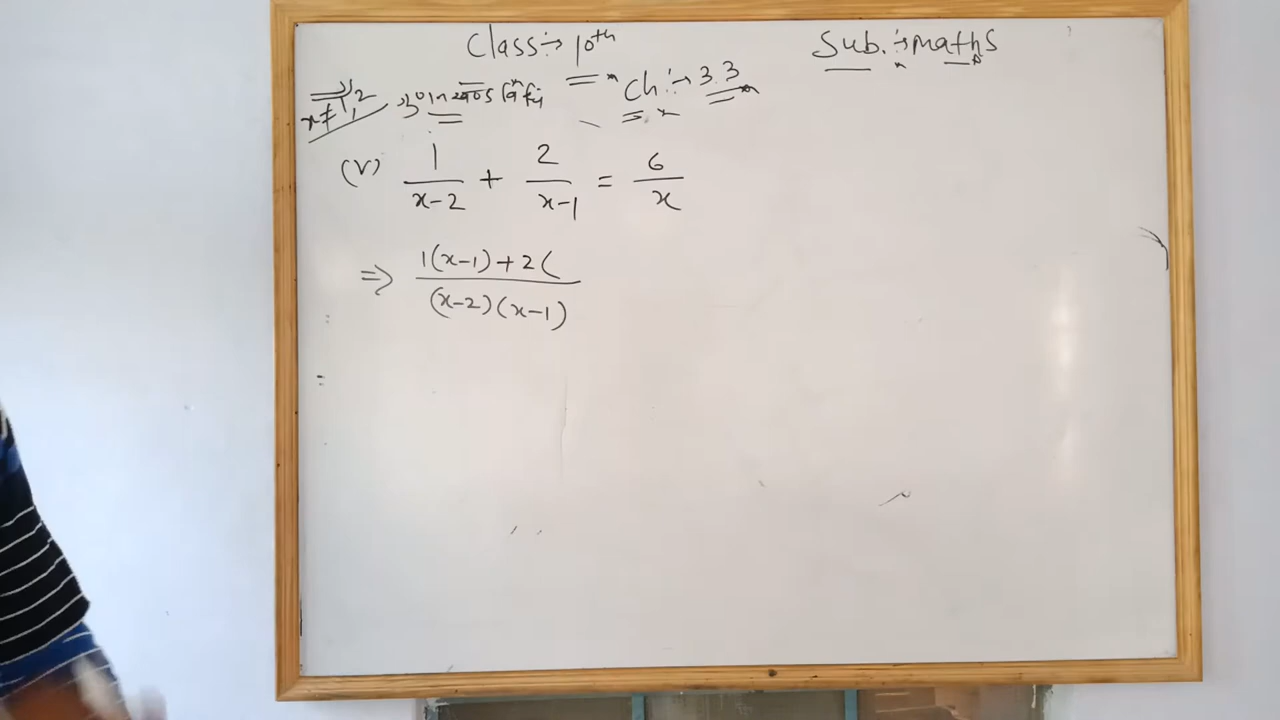 Class:→ 10th
Sub. :→ maths
Ch:→ 3.3
x ≠ 1, 2
(V) 1/(x-2) + 2/(x-1) = 6/x
=> 1(x-1)+2( / (x-2)(x-1)